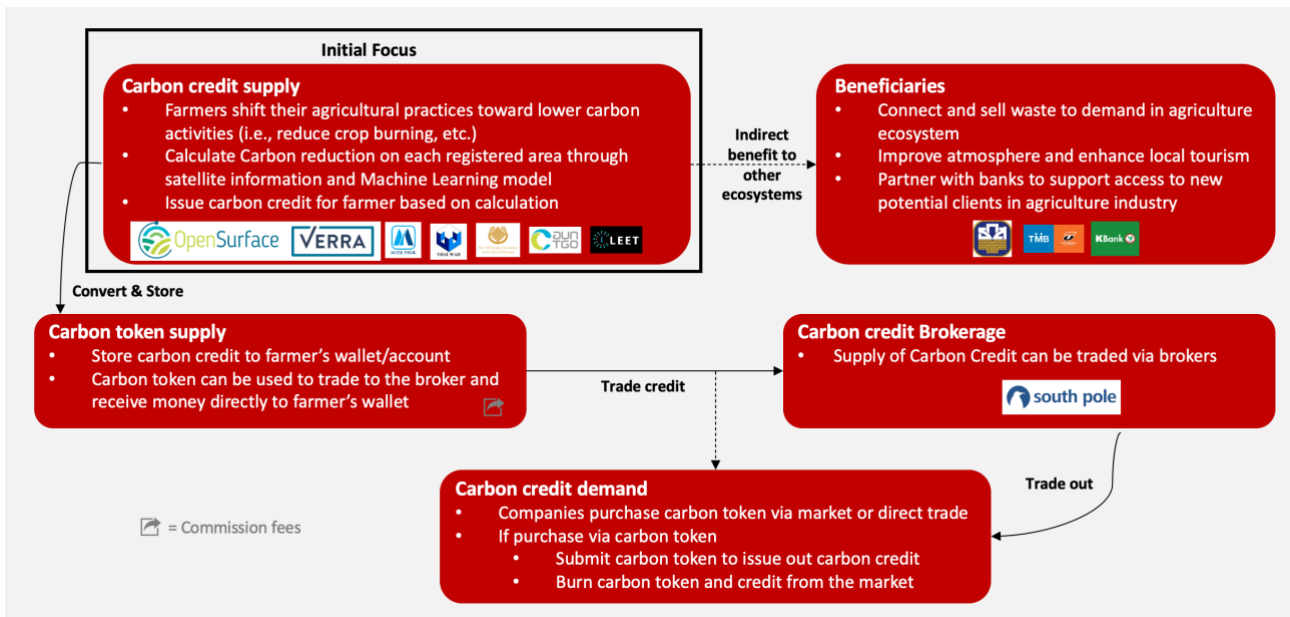 Initial Focus
Carbon credit supply
• Farmers shift their agricultural practices toward lower carbon
activities (i.e., reduce crop burning, etc.)
• Calculate Carbon reduction on each registered area through
satellite information and Machine Learning model
• Issue carbon credit for farmer based on calculation
OpenSurface
VERRA
THAI WAH
LEET
Indirect
benefit to
other
ecosystems
Beneficiaries
• Connect and sell waste to demand in agriculture
ecosystem
• Improve atmosphere and enhance local tourism
• Partner with banks to support access to new
potential clients in agriculture industry
TMB
KBank
Convert & Store
Carbon token supply
• Store carbon credit to farmer’s wallet/account
• Carbon token can be used to trade to the broker and
receive money directly to farmer’s wallet
Trade credit
Carbon credit Brokerage
• Supply of Carbon Credit can be traded via brokers
south pole
Trade out
Carbon credit demand
• Companies purchase carbon token via market or direct trade
• If purchase via carbon token
• Submit carbon token to issue out carbon credit
• Burn carbon token and credit from the market
= Commission fees